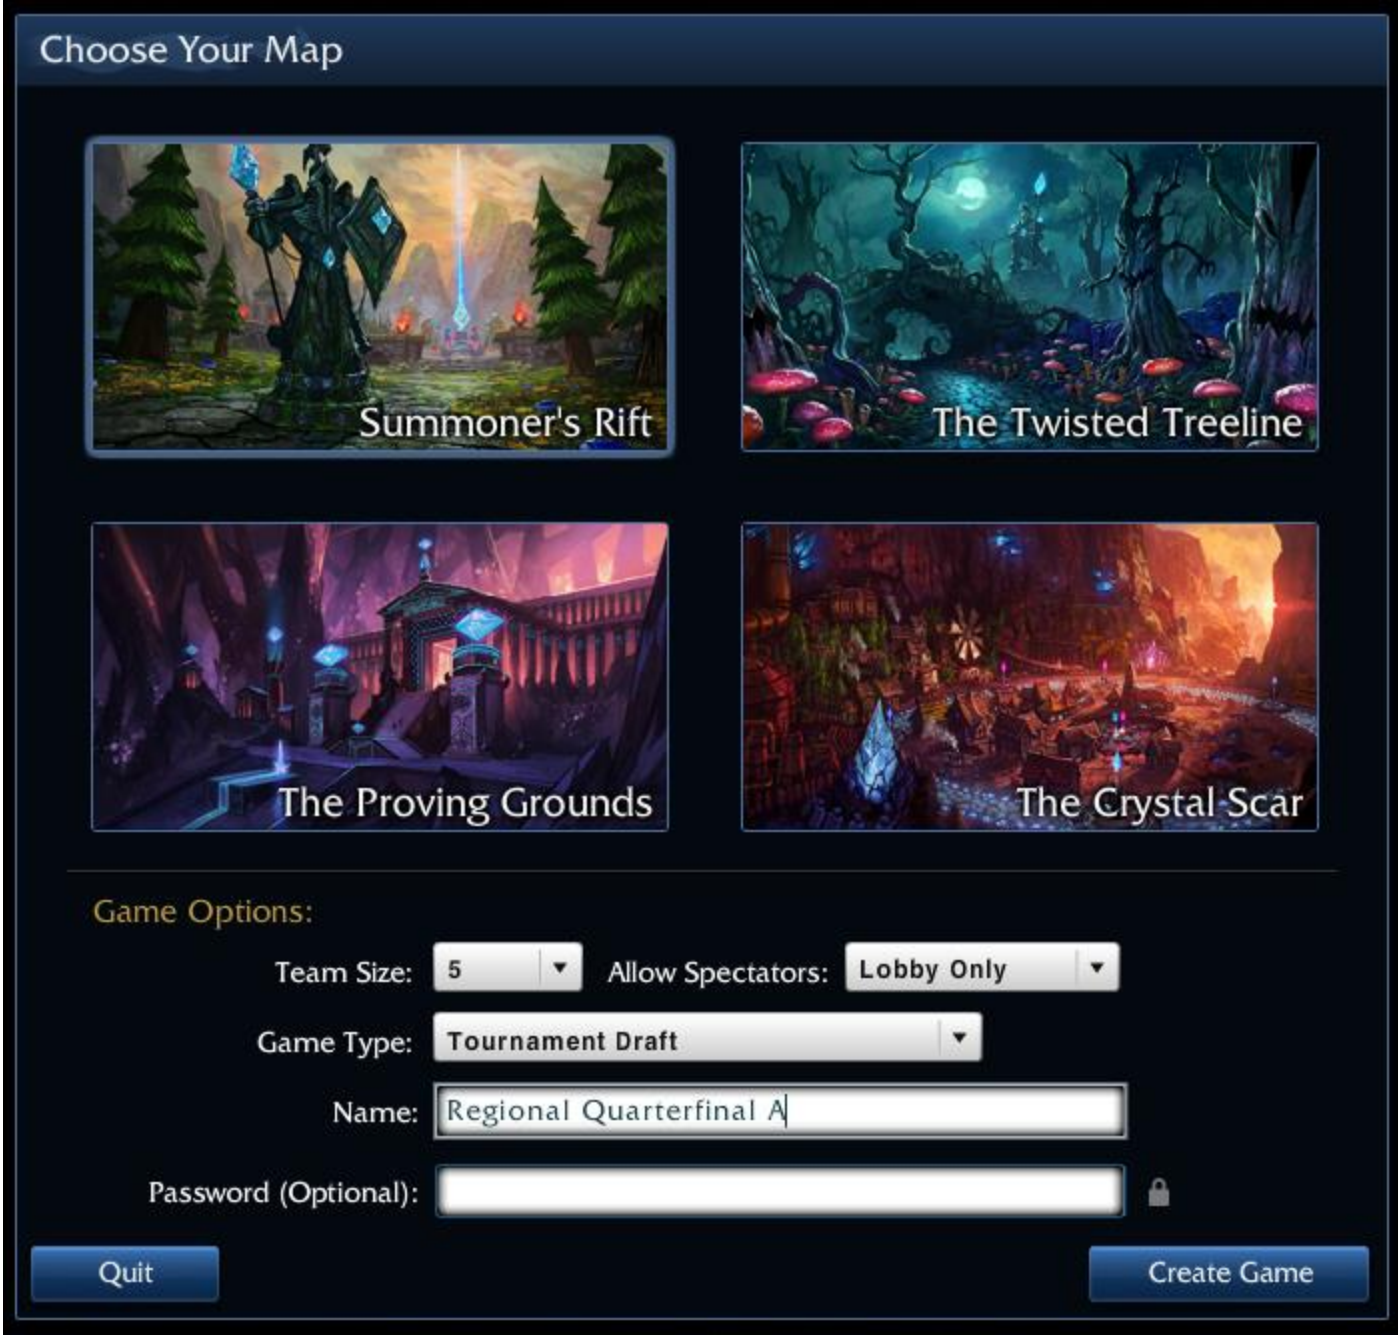 Choose Your Map
Summoner's Rift
The Twisted Treeline
The Proving Grounds
The Crystal Scar
Game Options:
Team Size: 5 Allow Spectators: Lobby Only
Game Type: Tournament Draft
Name: Regional Quarterfinal A
Password (Optional):
Quit Create Game